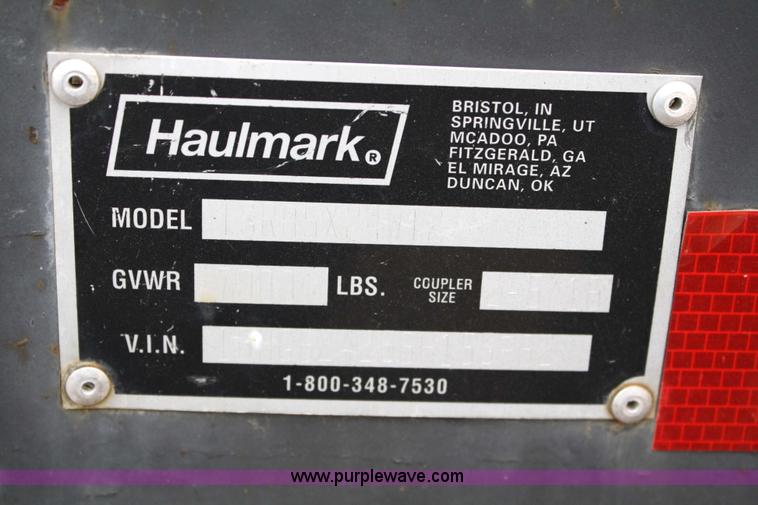 Haulmark®
BRISTOL, IN
SPRINGVILLE, UT
MCADOO, PA
FITZGERALD, GA
EL MIRAGE, AZ
DUNCAN, OK
MODEL
GVWR LBS. COUPLER SIZE
V.I.N.
1-800-348-7530
www.purplewave.com